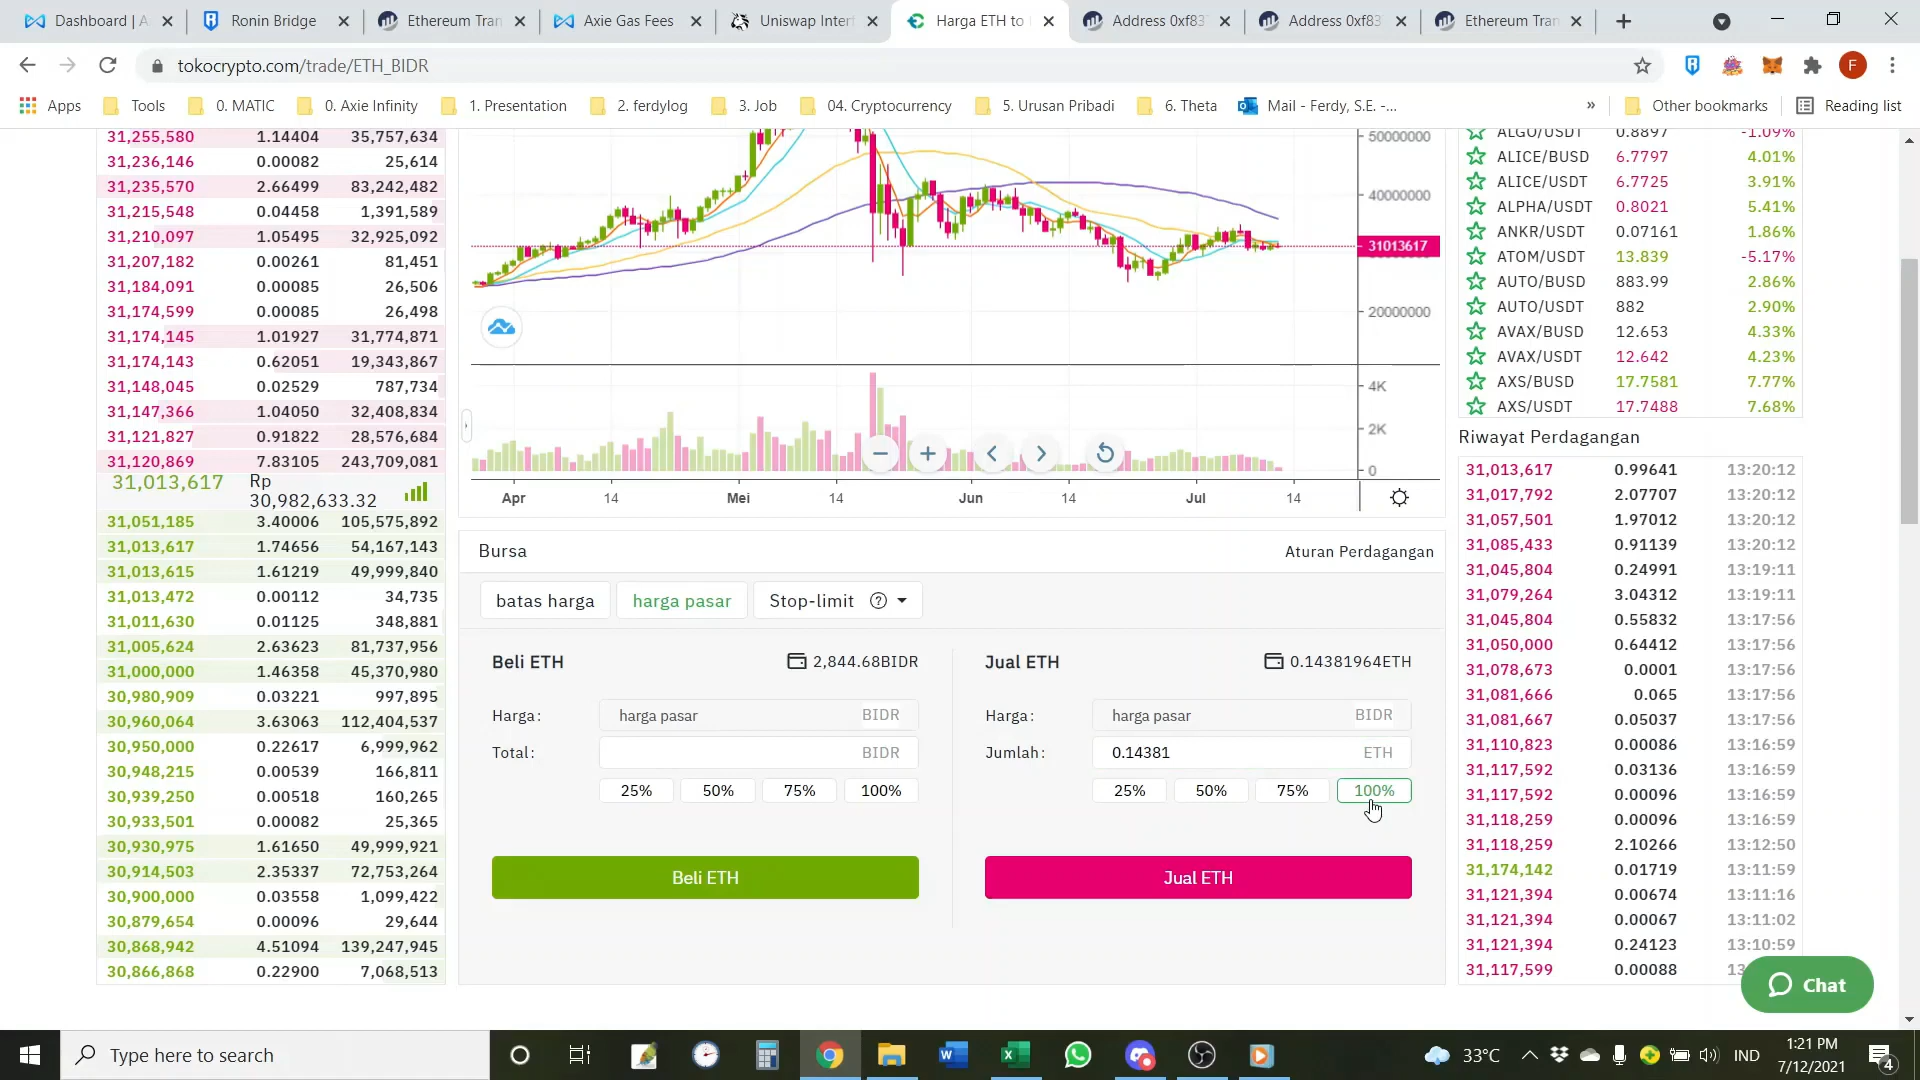 Dashboard | A
Ronin Bridge
Ethereum Tran
Axie Gas Fees
Uniswap Interf
Harga ETH to
Address 0xf83
Address 0xf83
Ethereum Tran
tokocrypto.com/trade/ETH_BIDR
F
Apps
Tools
0. MATIC
0. Axie Infinity
1. Presentation
2. ferdylog
3. Job
04. Cryptocurrency
5. Urusan Pribadi
6. Theta
Mail - Ferdy, S.E. -...
»
Other bookmarks
Reading list
31,255,580 1.14404 35,757,634
31,236,146 0.00082 25,614
31,235,570 2.66499 83,242,482
31,215,548 0.04458 1,391,589
31,210,097 1.05495 32,925,092
31,207,182 0.00261 81,451
31,184,091 0.00085 26,506
31,174,599 0.00085 26,498
31,174,145 1.01927 31,774,871
31,174,143 0.62051 19,343,867
31,148,045 0.02529 787,734
31,147,366 1.04050 32,408,834
31,121,827 0.91822 28,576,684
31,120,869 7.83105 243,709,081
31,013,617 Rp
30,982,633.32
31,051,185 3.40006 105,575,892
31,013,617 1.74656 54,167,143
31,013,615 1.61219 49,999,840
31,013,472 0.00112 34,735
31,011,630 0.01125 348,881
31,005,624 2.63623 81,737,956
31,000,000 1.46358 45,370,980
30,980,909 0.03221 997,895
30,960,064 3.63063 112,404,537
30,950,000 0.22617 6,999,962
30,948,215 0.00539 166,811
30,939,250 0.00518 160,265
30,933,501 0.00082 25,365
30,930,975 1.61650 49,999,921
30,914,503 2.35337 72,753,264
30,900,000 0.03558 1,099,422
30,879,654 0.00096 29,644
30,868,942 4.51094 139,247,945
30,866,868 0.22900 7,068,513
50000000
40000000
31013617
20000000
4K
2K
0
Apr 14 Mei 14 Jun 14 Jul 14
Bursa
Aturan Perdagangan
batas harga
harga pasar
Stop-limit
Beli ETH
2,844.68BIDR
Harga:
harga pasar BIDR
Total:
BIDR
25% 50% 75% 100%
Beli ETH
Jual ETH
0.14381964ETH
Harga:
harga pasar BIDR
Jumlah:
0.14381 ETH
25% 50% 75% 100%
Jual ETH
ALGO/USDT 0.8897 -1.09%
ALICE/BUSD 6.7797 4.01%
ALICE/USDT 6.7725 3.91%
ALPHA/USDT 0.8021 5.41%
ANKR/USDT 0.07161 1.86%
ATOM/USDT 13.839 -5.17%
AUTO/BUSD 883.99 2.86%
AUTO/USDT 882 2.90%
AVAX/BUSD 12.653 4.33%
AVAX/USDT 12.642 4.23%
AXS/BUSD 17.7581 7.77%
AXS/USDT 17.7488 7.68%
Riwayat Perdagangan
31,013,617 0.99641 13:20:12
31,017,792 2.07707 13:20:12
31,057,501 1.97012 13:20:12
31,085,433 0.91139 13:20:12
31,045,804 0.24991 13:19:11
31,079,264 3.04312 13:19:11
31,045,804 0.55832 13:17:56
31,050,000 0.64412 13:17:56
31,078,673 0.0001 13:17:56
31,081,666 0.065 13:17:56
31,081,667 0.05037 13:17:56
31,110,823 0.00086 13:16:59
31,117,592 0.03136 13:16:59
31,117,592 0.00096 13:16:59
31,118,259 0.00096 13:16:59
31,118,259 2.10266 13:12:50
31,174,142 0.01719 13:11:59
31,121,394 0.00674 13:11:16
31,121,394 0.00067 13:11:02
31,121,394 0.24123 13:10:59
31,117,599 0.00088 13
Chat
Type here to search
33°C
IND
1:21 PM
7/12/2021
4